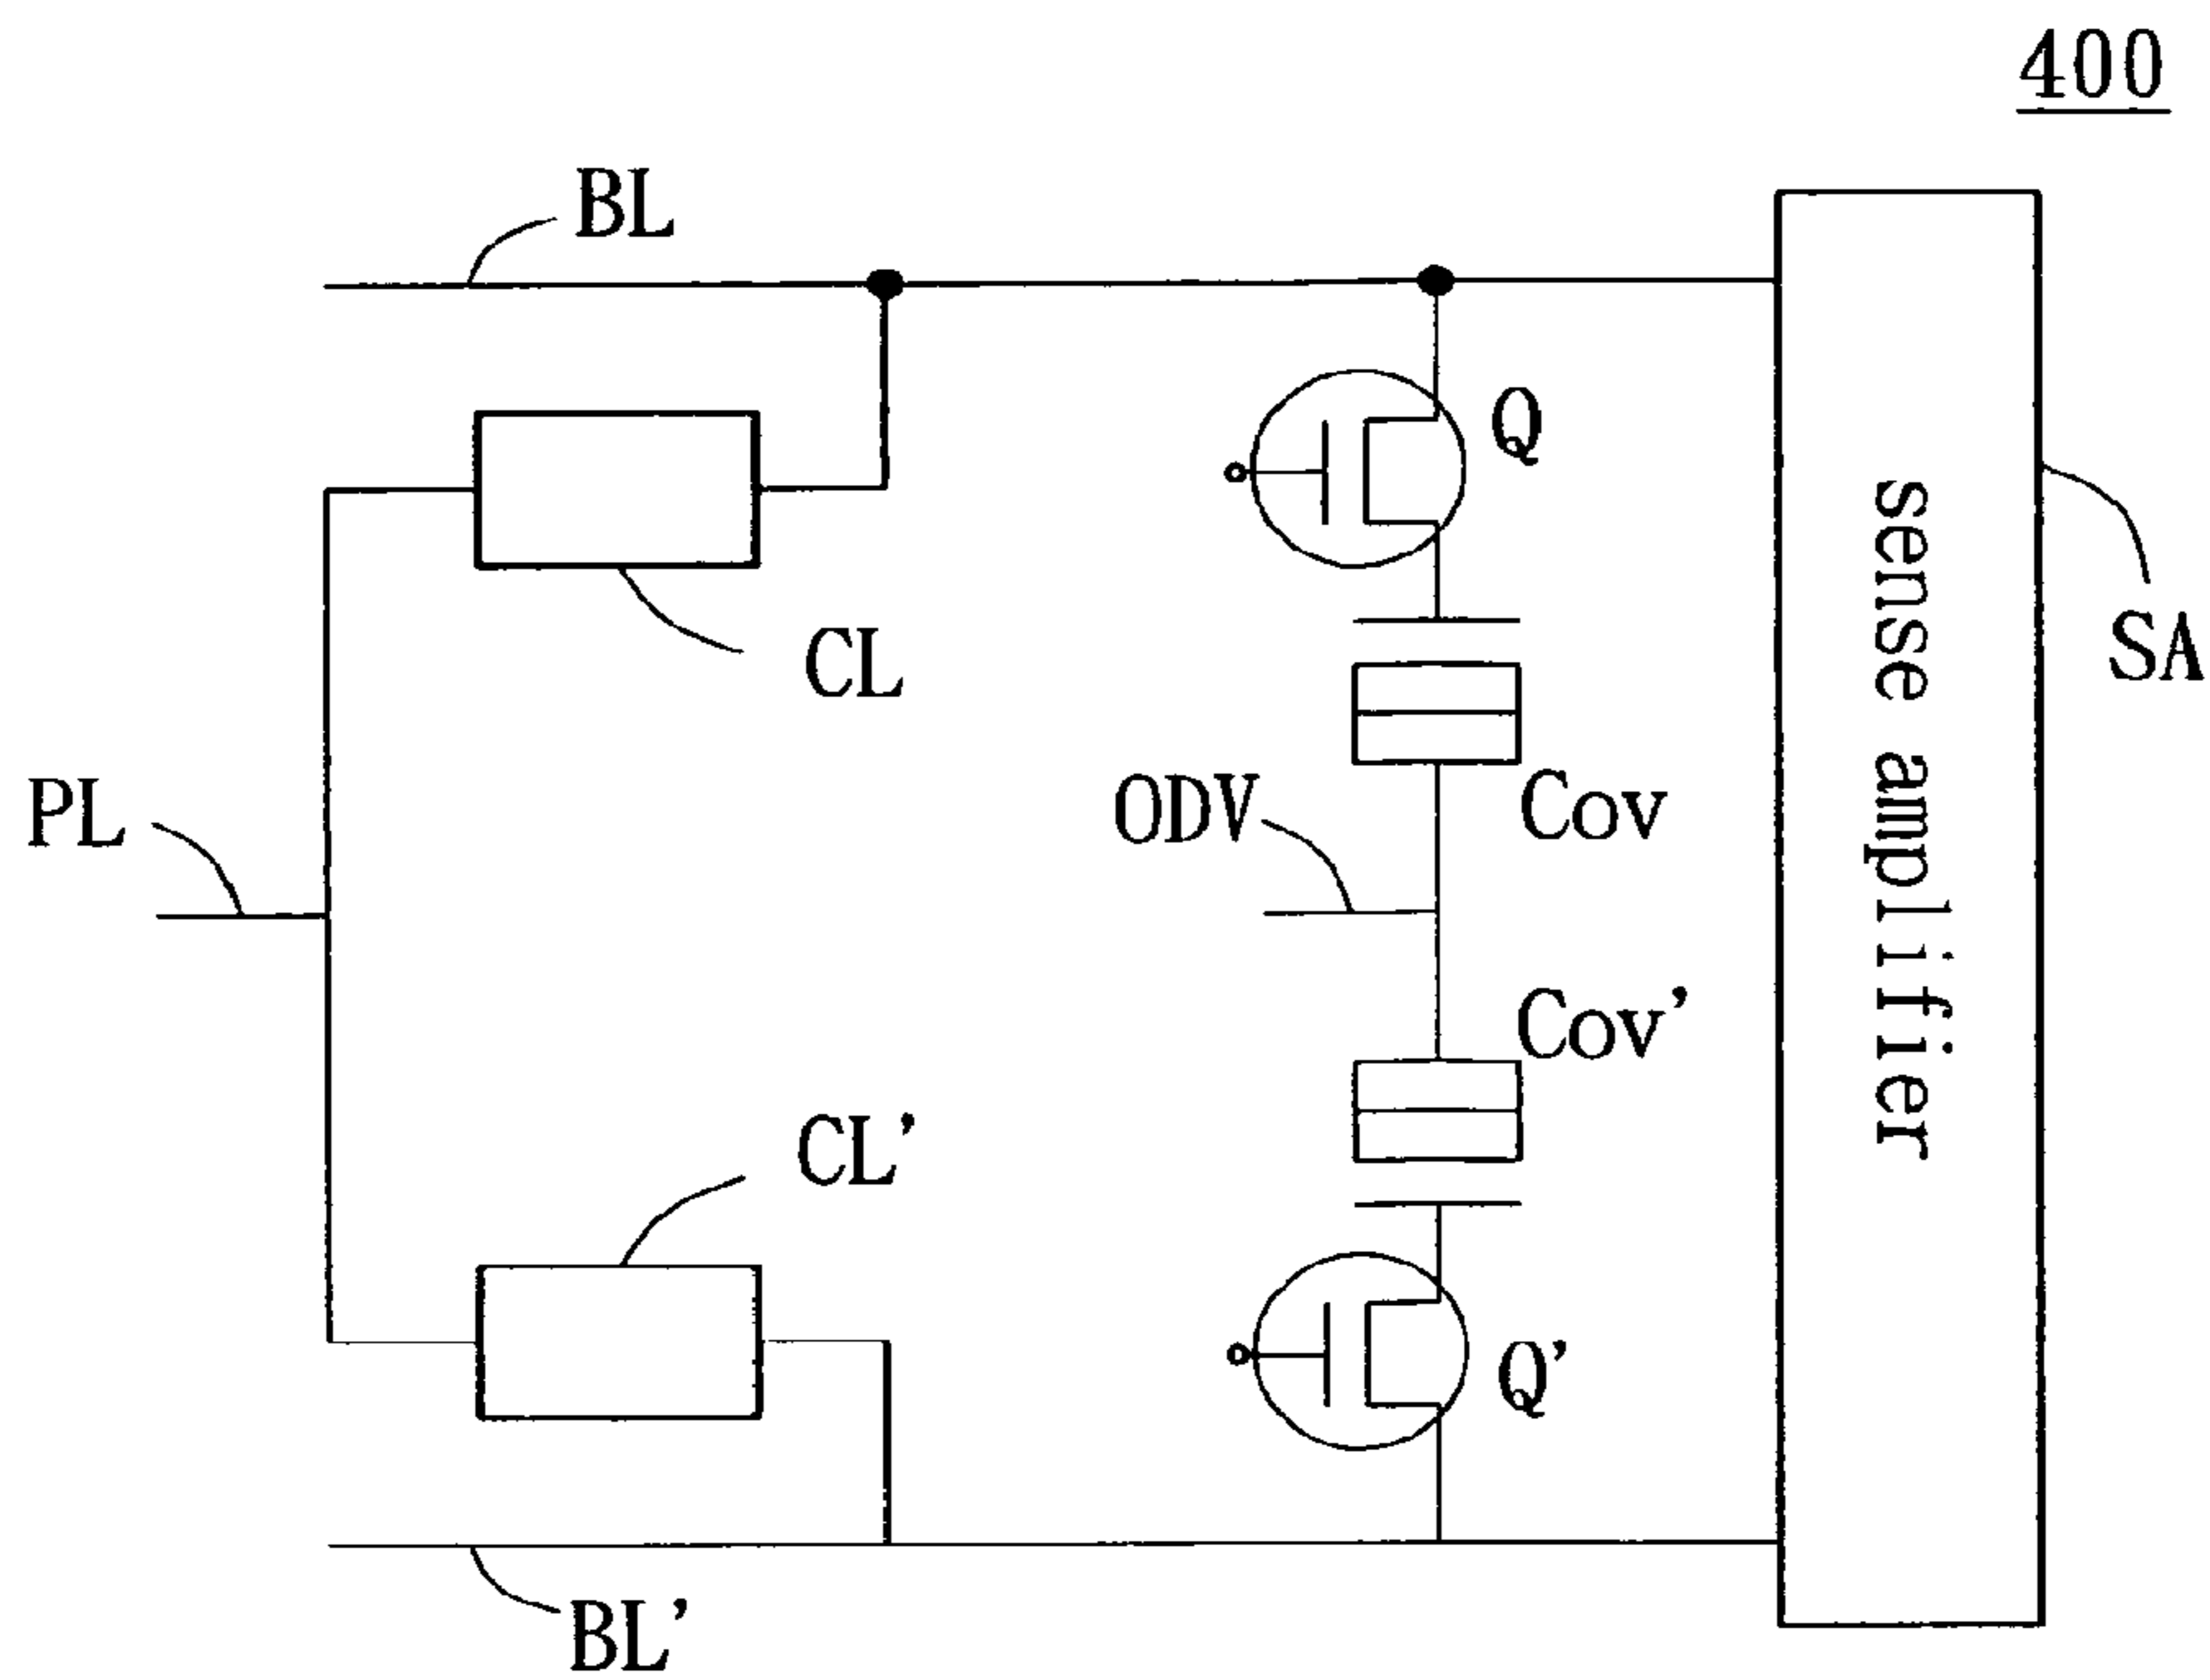 400
BL
Q
CL
SA
sense amplifier
PL
ODV
Cov
Cov'
CL'
Q'
BL'